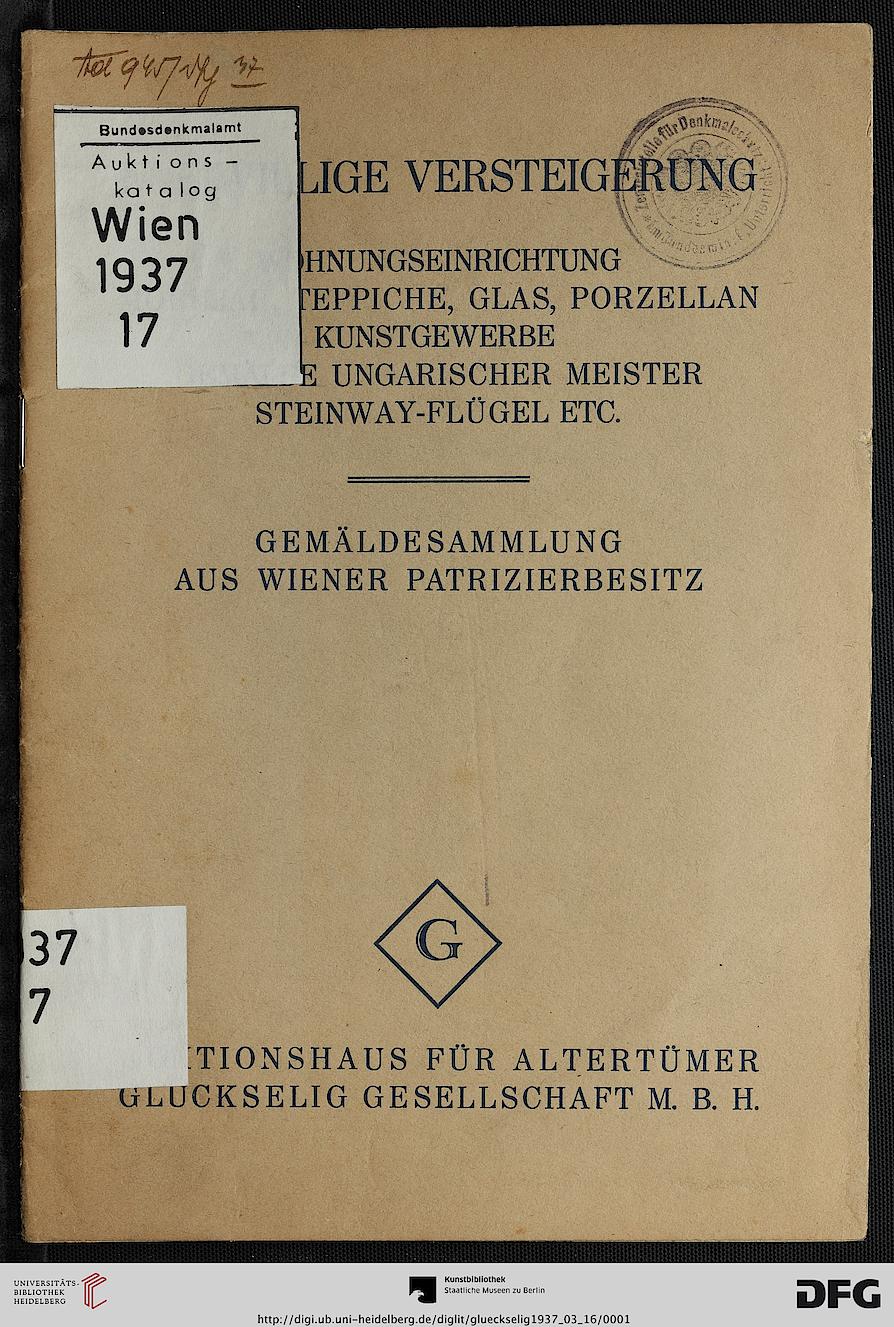 37
Bundesdenkmalamt
Auktions –
katalog
Wien
1937
17
LIGE VERSTEIGERUNG
OHNUNGSEINRICHTUNG
TEPPICHE, GLAS, PORZELLAN
KUNSTGEWERBE
E UNGARISCHER MEISTER
STEINWAY-FLÜGEL ETC.
GEMÄLDESAMMLUNG
AUS WIENER PATRIZIERBESITZ
G
37
7
TIONSHAUS FÜR ALTERTÜMER
GLÜCKSELIG GESELLSCHAFT M. B. H.
UNIVERSITÄTS-
BIBLIOTHEK
HEIDELBERG
Kunstbibliothek
Staatliche Museen zu Berlin
DFG
http://digi.ub.uni-heidelberg.de/diglit/glueckselig1937_03_16/0001